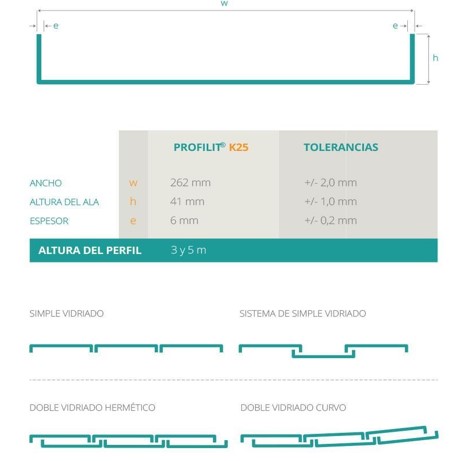 w
e e
h
PROFILIT® K25 TOLERANCIAS
ANCHO w 262 mm +/- 2,0 mm
ALTURA DEL ALA h 41 mm +/- 1,0 mm
ESPESOR e 6 mm +/- 0,2 mm
ALTURA DEL PERFIL 3 y 5 m
SIMPLE VIDRIADO SISTEMA DE SIMPLE VIDRIADO
DOBLE VIDRIADO HERMÉTICO DOBLE VIDRIADO CURVO